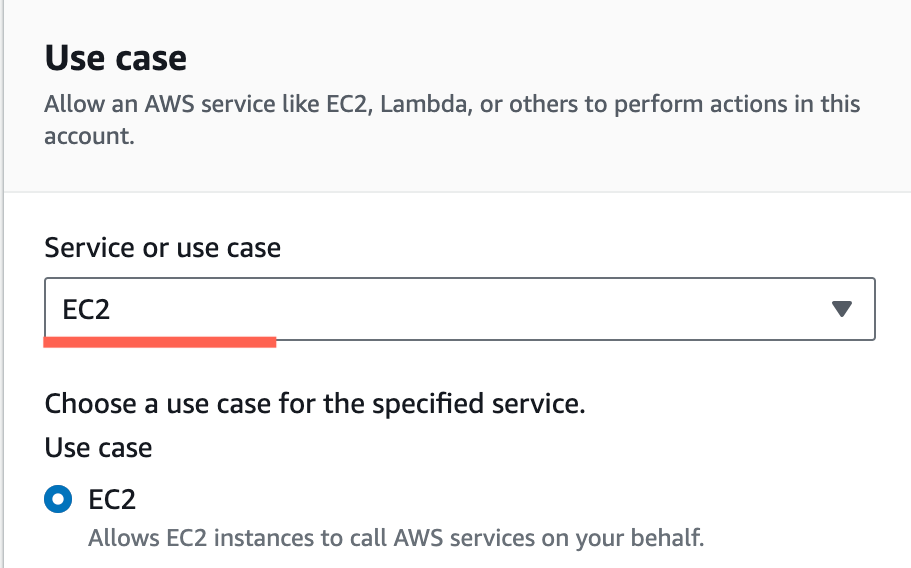 Use case
Allow an AWS service like EC2, Lambda, or others to perform actions in this
account.
Service or use case
EC2
Choose a use case for the specified service.
Use case
EC2
Allows EC2 instances to call AWS services on your behalf.